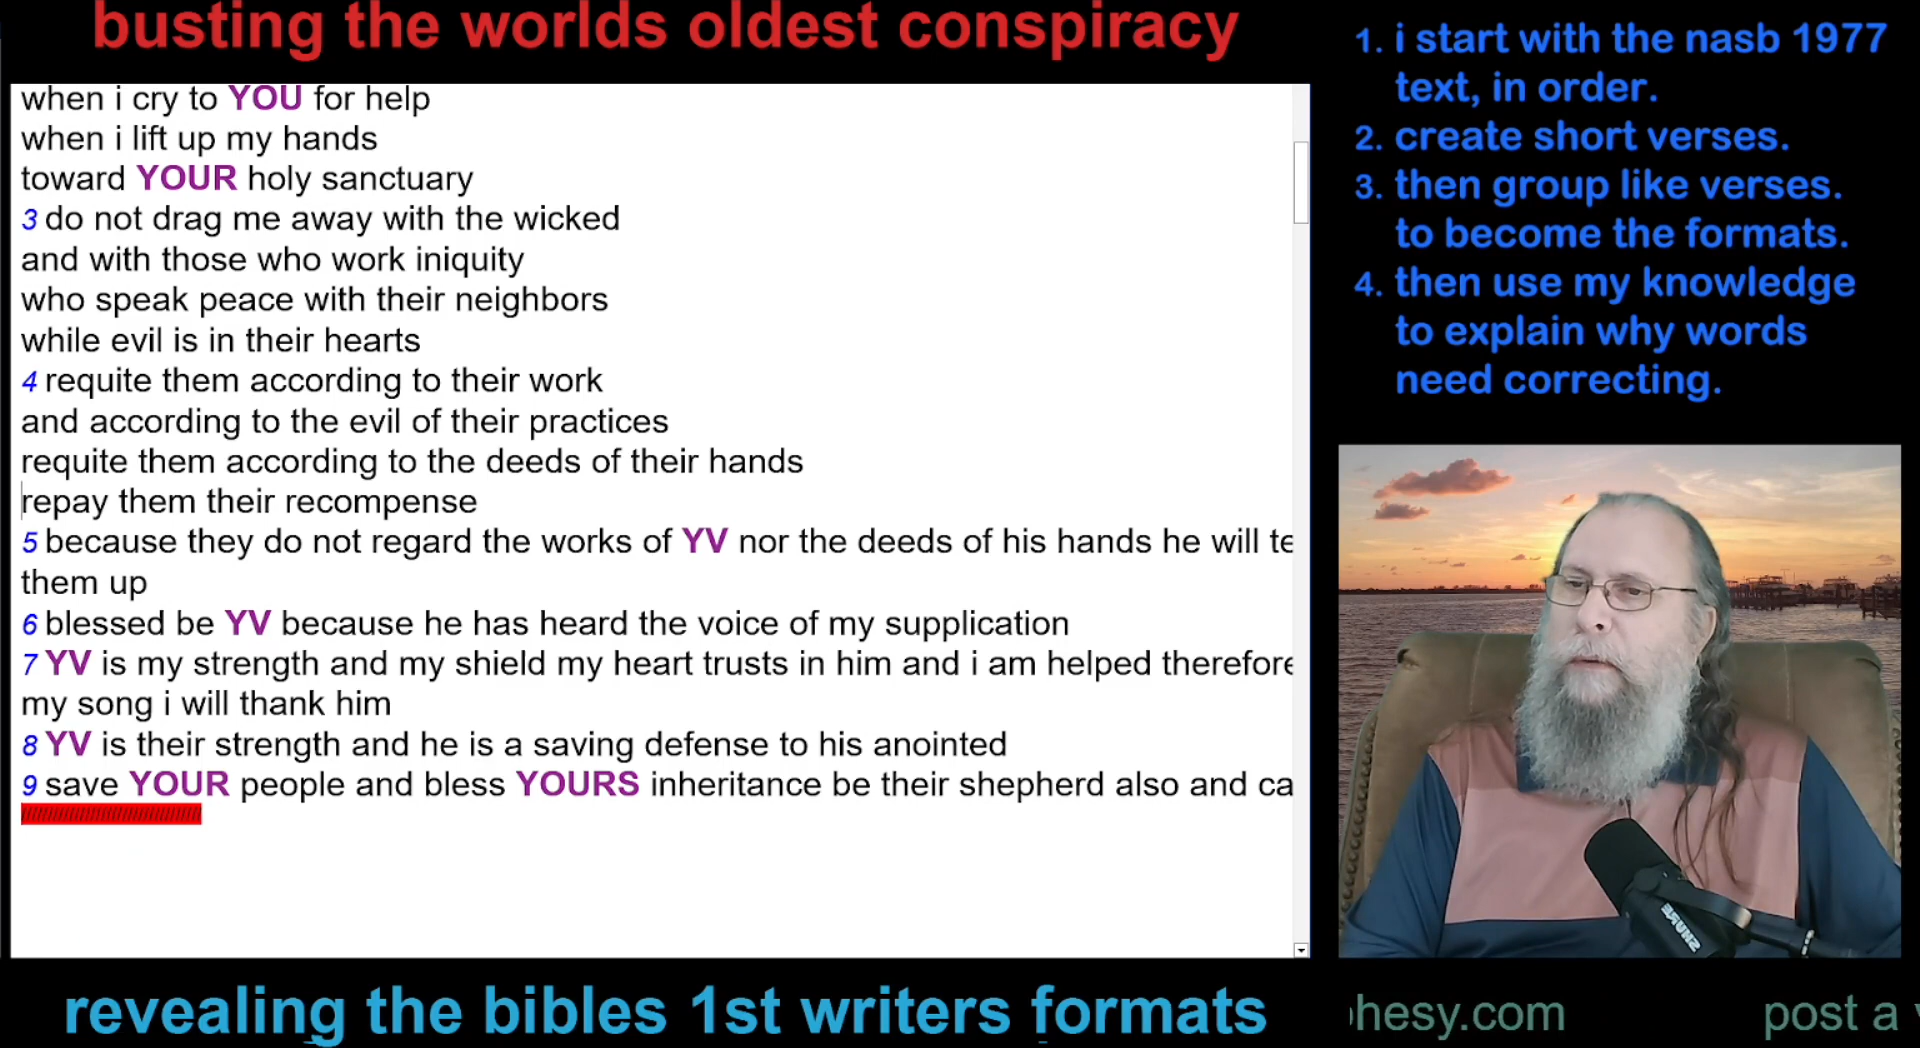 busting the worlds oldest conspiracy
when i cry to YOU for help
when i lift up my hands
toward YOUR holy sanctuary
3 do not drag me away with the wicked
and with those who work iniquity
who speak peace with their neighbors
while evil is in their hearts
4 requite them according to their work
and according to the evil of their practices
requite them according to the deeds of their hands
repay them their recompense
5 because they do not regard the works of YV nor the deeds of his hands he will te
them up
6 blessed be YV because he has heard the voice of my supplication
7 YV is my strength and my shield my heart trusts in him and i am helped therefore
my song i will thank him
8 YV is their strength and he is a saving defense to his anointed
9 save YOUR people and bless YOURS inheritance be their shepherd also and ca
1. i start with the nasb 1977
text, in order.
2. create short verses.
3. then group like verses.
to become the formats.
4. then use my knowledge
to explain why words
need correcting.
SHURE
revealing the bibles 1st writers formats
hesy.com post a